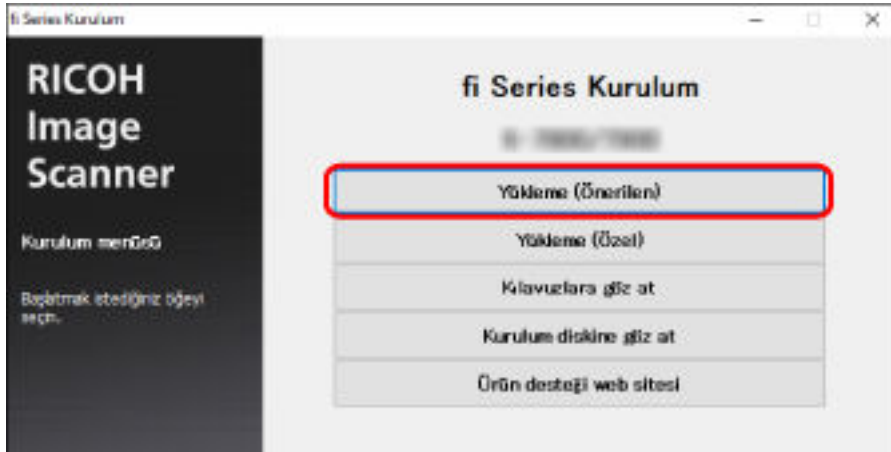 fi Series Kurulum
RICOH
Image
Scanner
Kurulum menüsü
Başlatmak istediğiniz öğeyi
seçin.
fi Series Kurulum
Yükleme (Önerilen)
Yükleme (Özel)
Kılavuzlara göz at
Kurulum diskine göz at
Ürün desteği web sitesi